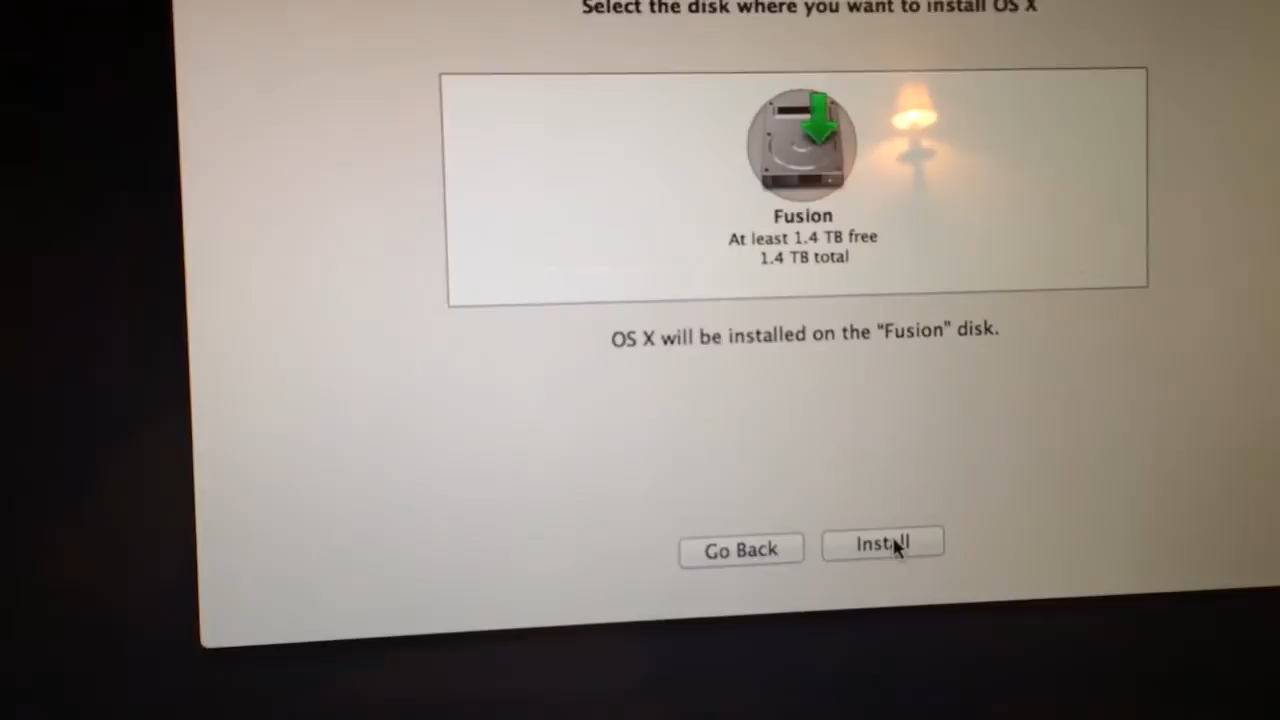 Select the disk where you want to install OS X
Fusion
At least 1.4 TB free
1.4 TB total
OS X will be installed on the "Fusion" disk.
Go Back
Install